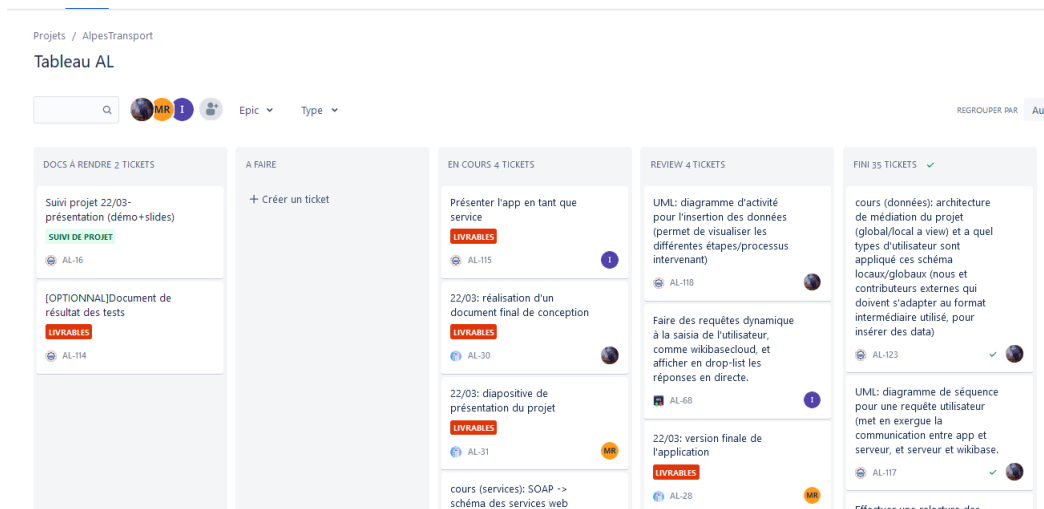 Projets / AlpesTransport
Tableau AL
MR
I
Epic
Type
REGROUPER PAR
Au
DOCS À RENDRE 2 TICKETS
Suivi projet 22/03-
présentation (démo+slides)
SUIVI DE PROJET
AL-16
[OPTIONNAL]Document de
résultat des tests
LIVRABLES
AL-114
A FAIRE
+ Créer un ticket
EN COURS 4 TICKETS
Présenter l'app en tant que
service
LIVRABLES
AL-115
I
22/03: réalisation d'un
document final de conception
LIVRABLES
AL-30
22/03: diapositive de
présentation du projet
LIVRABLES
AL-31
MR
cours (services): SOAP ->
schéma des services web
REVIEW 4 TICKETS
UML: diagramme d'activité
pour l'insertion des données
(permet de visualiser les
différentes étapes/processus
intervenant)
AL-118
Faire des requêtes dynamique
à la saisia de l'utilisateur,
comme wikibasecloud, et
afficher en drop-list les
réponses en directe.
AL-68
I
22/03: version finale de
l'application
LIVRABLES
AL-28
MR
FINI 35 TICKETS
cours (données): architecture
de médiation du projet
(global/local a view) et a quel
types d'utilisateur sont
appliqué ces schéma
locaux/globaux (nous et
contributeurs externes qui
doivent s'adapter au format
intermédiaire utilisé, pour
insérer des data)
AL-123
UML: diagramme de séquence
pour une requête utilisateur
(met en exergue la
communication entre app et
serveur, et serveur et wikibase.
AL-117
Effectuer une relecture des